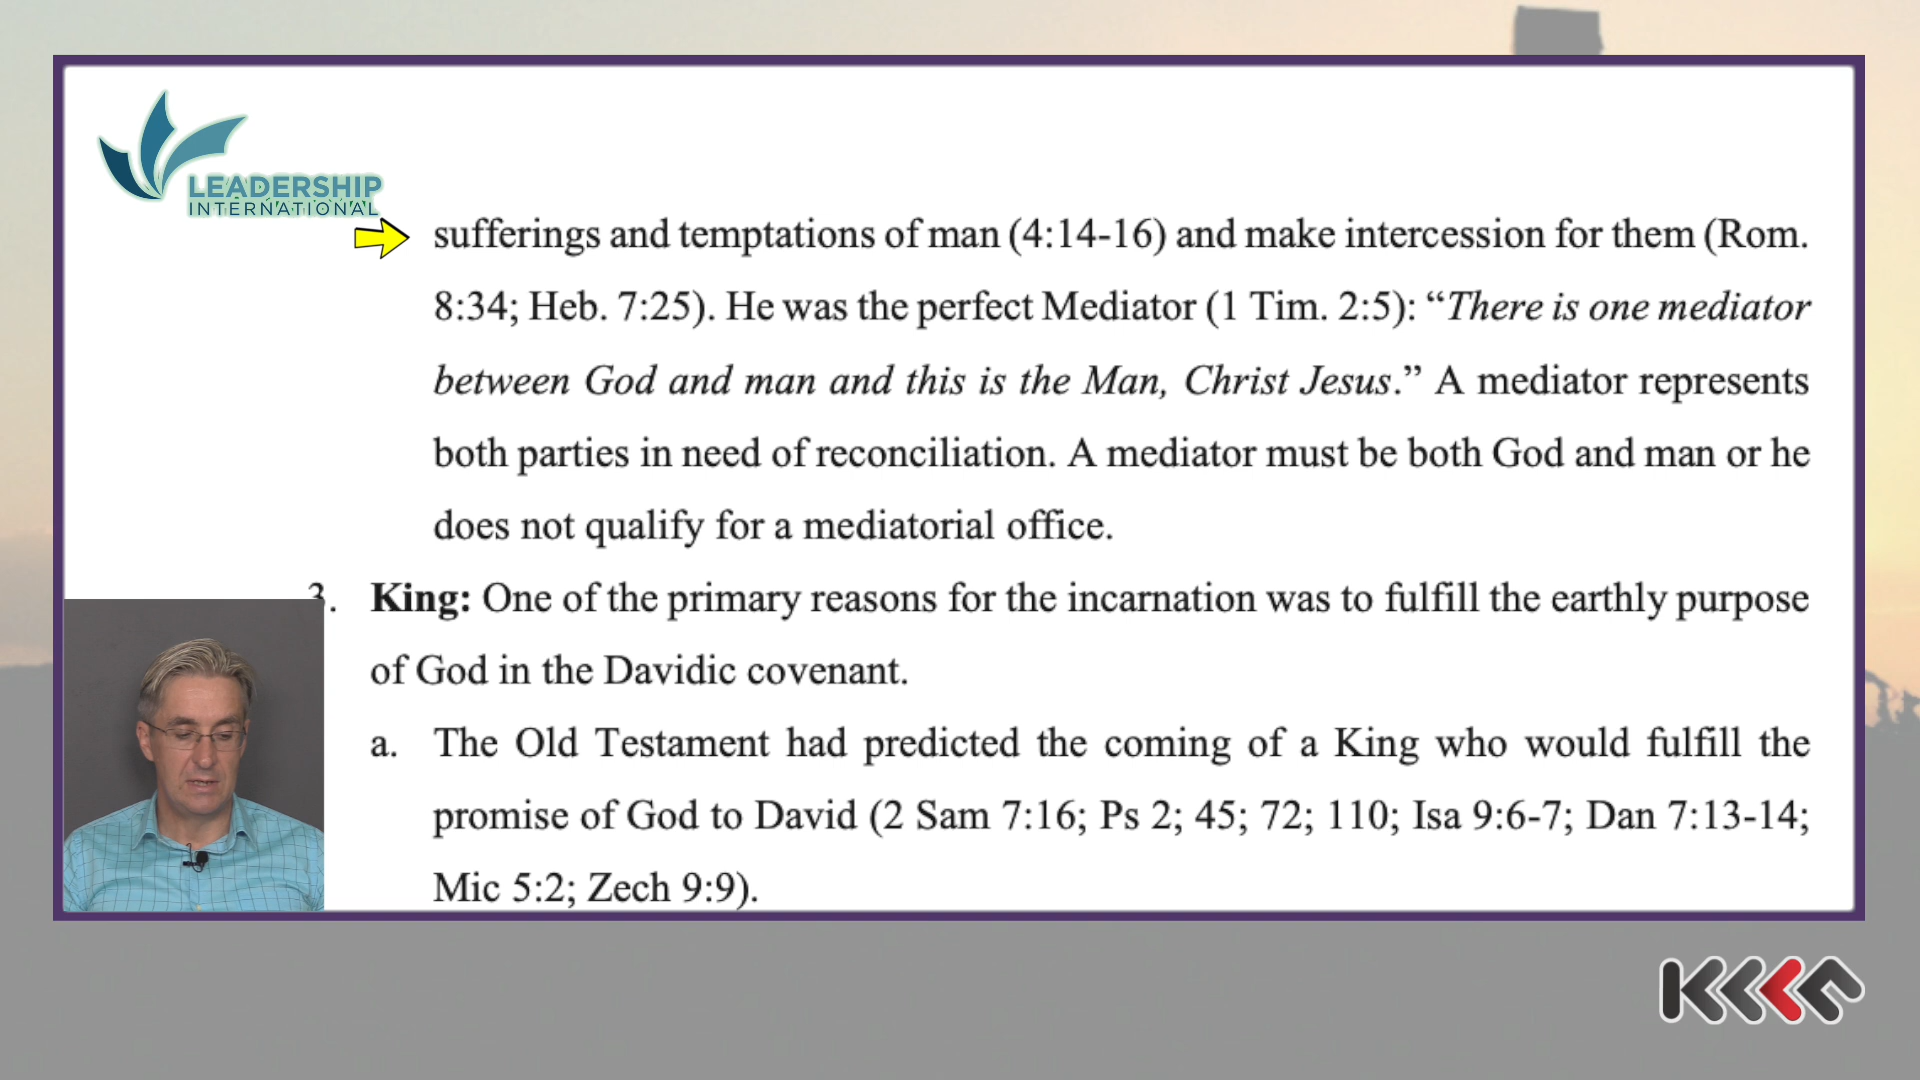 LEADERSHIP
INTERNATIONAL
sufferings and temptations of man (4:14-16) and make intercession for them (Rom.
8:34; Heb. 7:25). He was the perfect Mediator (1 Tim. 2:5): “There is one mediator
between God and man and this is the Man, Christ Jesus.” A mediator represents
both parties in need of reconciliation. A mediator must be both God and man or he
does not qualify for a mediatorial office.
3. King: One of the primary reasons for the incarnation was to fulfill the earthly purpose
of God in the Davidic covenant.
a. The Old Testament had predicted the coming of a King who would fulfill the
promise of God to David (2 Sam 7:16; Ps 2; 45; 72; 110; Isa 9:6-7; Dan 7:13-14;
Mic 5:2; Zech 9:9).